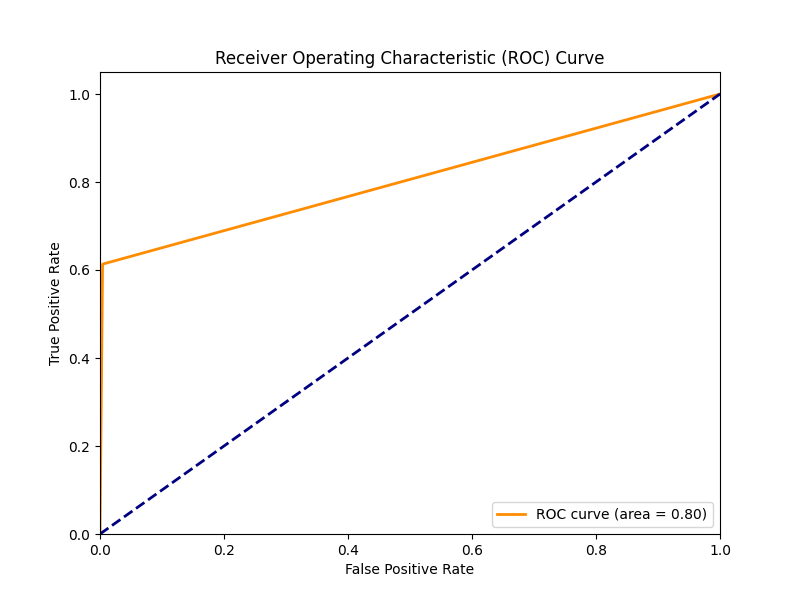 Receiver Operating Characteristic (ROC) Curve
True Positive Rate
1.0
0.8
0.6
0.4
0.2
0.0
ROC curve (area = 0.80)
0.0 0.2 0.4 0.6 0.8 1.0
False Positive Rate